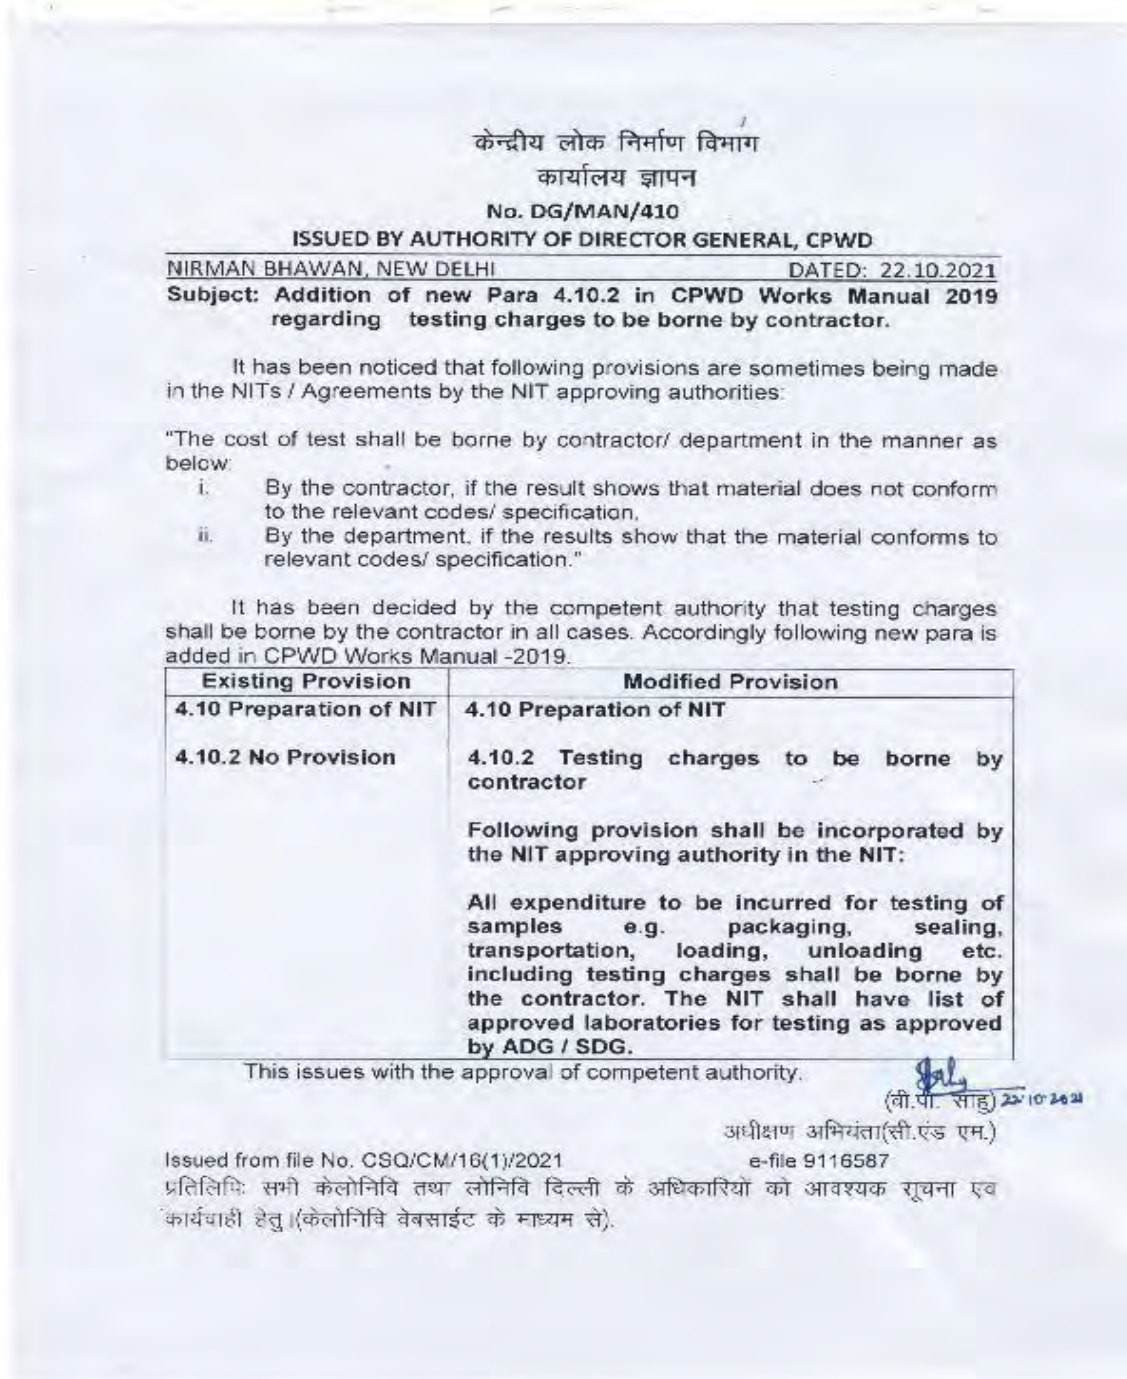 केन्द्रीय लोक निर्माण विभाग
कार्यालय ज्ञापन
No. DG/MAN/410
ISSUED BY AUTHORITY OF DIRECTOR GENERAL, CPWD
NIRMAN BHAWAN, NEW DELHI DATED: 22.10.2021
Subject: Addition of new Para 4.10.2 in CPWD Works Manual 2019
regarding testing charges to be borne by contractor.
It has been noticed that following provisions are sometimes being made
in the NITs / Agreements by the NIT approving authorities:
"The cost of test shall be borne by contractor/ department in the manner as
below:
i. By the contractor, if the result shows that material does not conform
to the relevant codes/ specification,
ii. By the department, if the results show that the material conforms to
relevant codes/ specification."
It has been decided by the competent authority that testing charges
shall be borne by the contractor in all cases. Accordingly following new para is
added in CPWD Works Manual -2019.
Existing Provision Modified Provision
4.10 Preparation of NIT 4.10 Preparation of NIT
4.10.2 No Provision 4.10.2 Testing charges to be borne by
contractor
Following provision shall be incorporated by
the NIT approving authority in the NIT:
All expenditure to be incurred for testing of
samples e.g. packaging, sealing,
transportation, loading, unloading etc.
including testing charges shall be borne by
the contractor. The NIT shall have list of
approved laboratories for testing as approved
by ADG / SDG.
This issues with the approval of competent authority.
(वी.पी. साहु) 22-10-2021
अधीक्षण अभियंता(सी.एंड एम.)
Issued from file No. CSQ/CM/16(1)/2021 e-file 9116587
प्रतिलिपिः सभी केलोनिवि तथा लोनिवि दिल्ली के अधिकारियों को आवश्यक सूचना एव
कार्यवाही हेतु।(केलोनिवि वेबसाईट के माध्यम से).